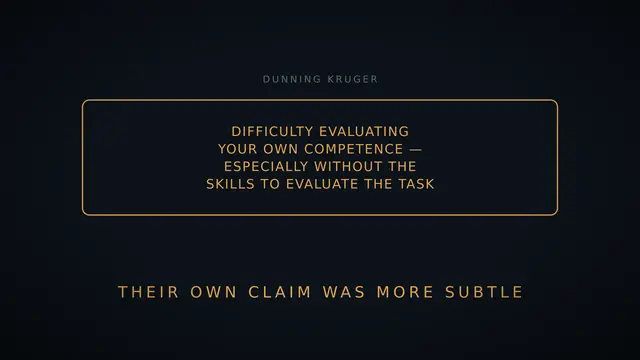 DUNNING KRUGER
DIFFICULTY EVALUATING
YOUR OWN COMPETENCE —
ESPECIALLY WITHOUT THE
SKILLS TO EVALUATE THE TASK
THEIR OWN CLAIM WAS MORE SUBTLE